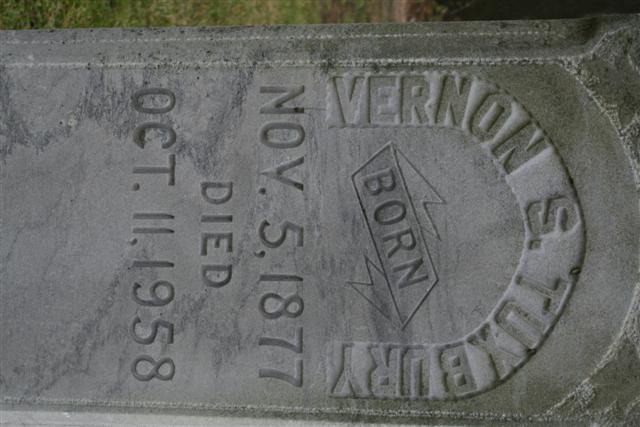 VERNON S. TUXBURY
BORN
NOV. 5, 1877
DIED
OCT. 11, 1958